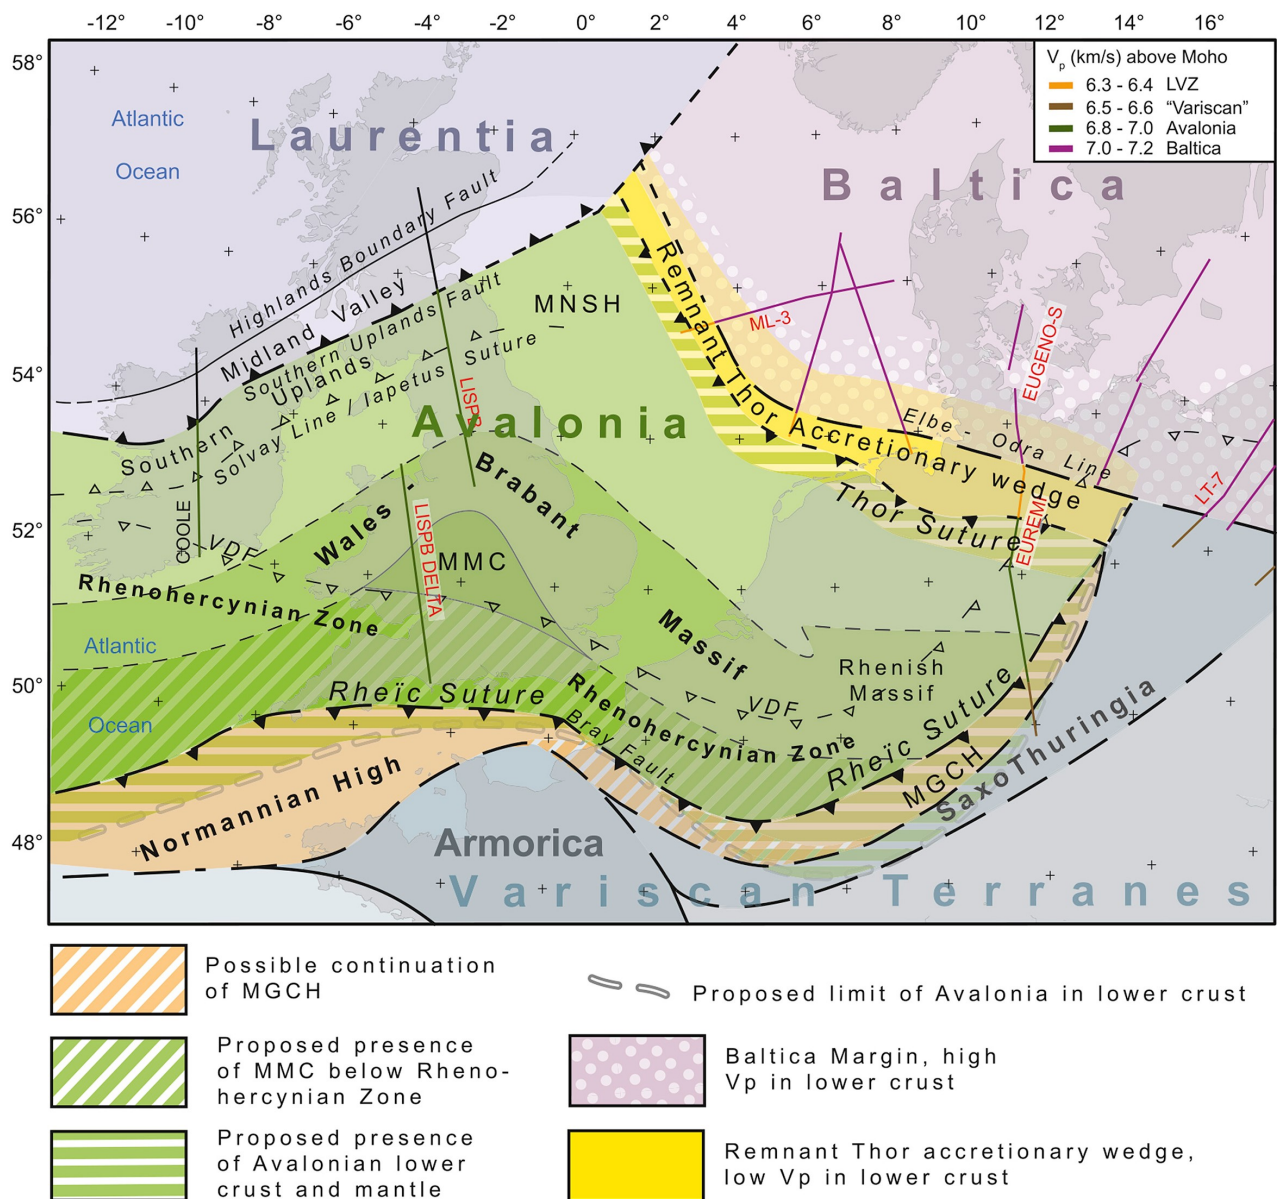 -12° -10° -8° -6° -4° -2° 0° 2° 4° 6° 8° 10° 12° 14° 16°
58°
56°
54°
52°
50°
48°
Vp (km/s) above Moho
6.3 - 6.4 LVZ
6.5 - 6.6 “Variscan”
6.8 - 7.0 Avalonia
7.0 - 7.2 Baltica
Atlantic
Ocean
Laurentia
Baltica
Highlands Boundary Fault
Midland Valley
Southern Uplands Fault
Southern Uplands
Solvay Line / Iapetus Suture
MNSH
Remnant Thor Accretionary wedge
ML-3
EUGENO-S
Elbe - Odra Line
LISPB
Avalonia
COOLE
VDF
Wales - Brabant Massif
LISPB DELTA
MMC
Thor Suture
EUREMI
LT-7
Rhenohercynian Zone
Atlantic
Ocean
Rhenish
Massif
VDF
Rheïc Suture
Rhenohercynian Zone
Bray Fault
Rheïc Suture
MGCH
SaxoThuringia
Normannian High
Armorica
Variscan Terranes
Possible continuation
of MGCH
Proposed limit of Avalonia in lower crust
Proposed presence
of MMC below Rheno-
hercynian Zone
Baltica Margin, high
Vp in lower crust
Proposed presence
of Avalonian lower
crust and mantle
Remnant Thor accretionary wedge,
low Vp in lower crust